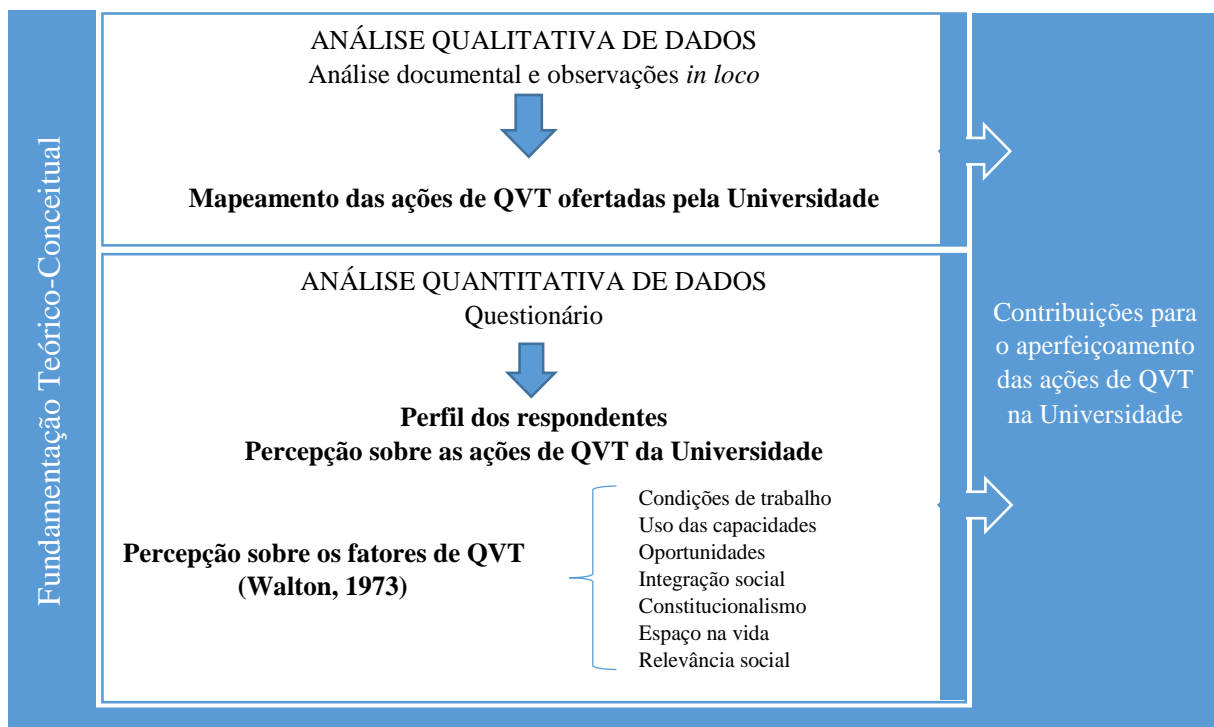 Fundamentação Teórico-Conceitual
ANÁLISE QUALITATIVA DE DADOS
Análise documental e observações in loco
Mapeamento das ações de QVT ofertadas pela Universidade
ANÁLISE QUANTITATIVA DE DADOS
Questionário
Perfil dos respondentes
Percepção sobre as ações de QVT da Universidade
Percepção sobre os fatores de QVT
(Walton, 1973)
Condições de trabalho
Uso das capacidades
Oportunidades
Integração social
Constitucionalismo
Espaço na vida
Relevância social
Contribuições para
o aperfeiçoamento
das ações de QVT
na Universidade